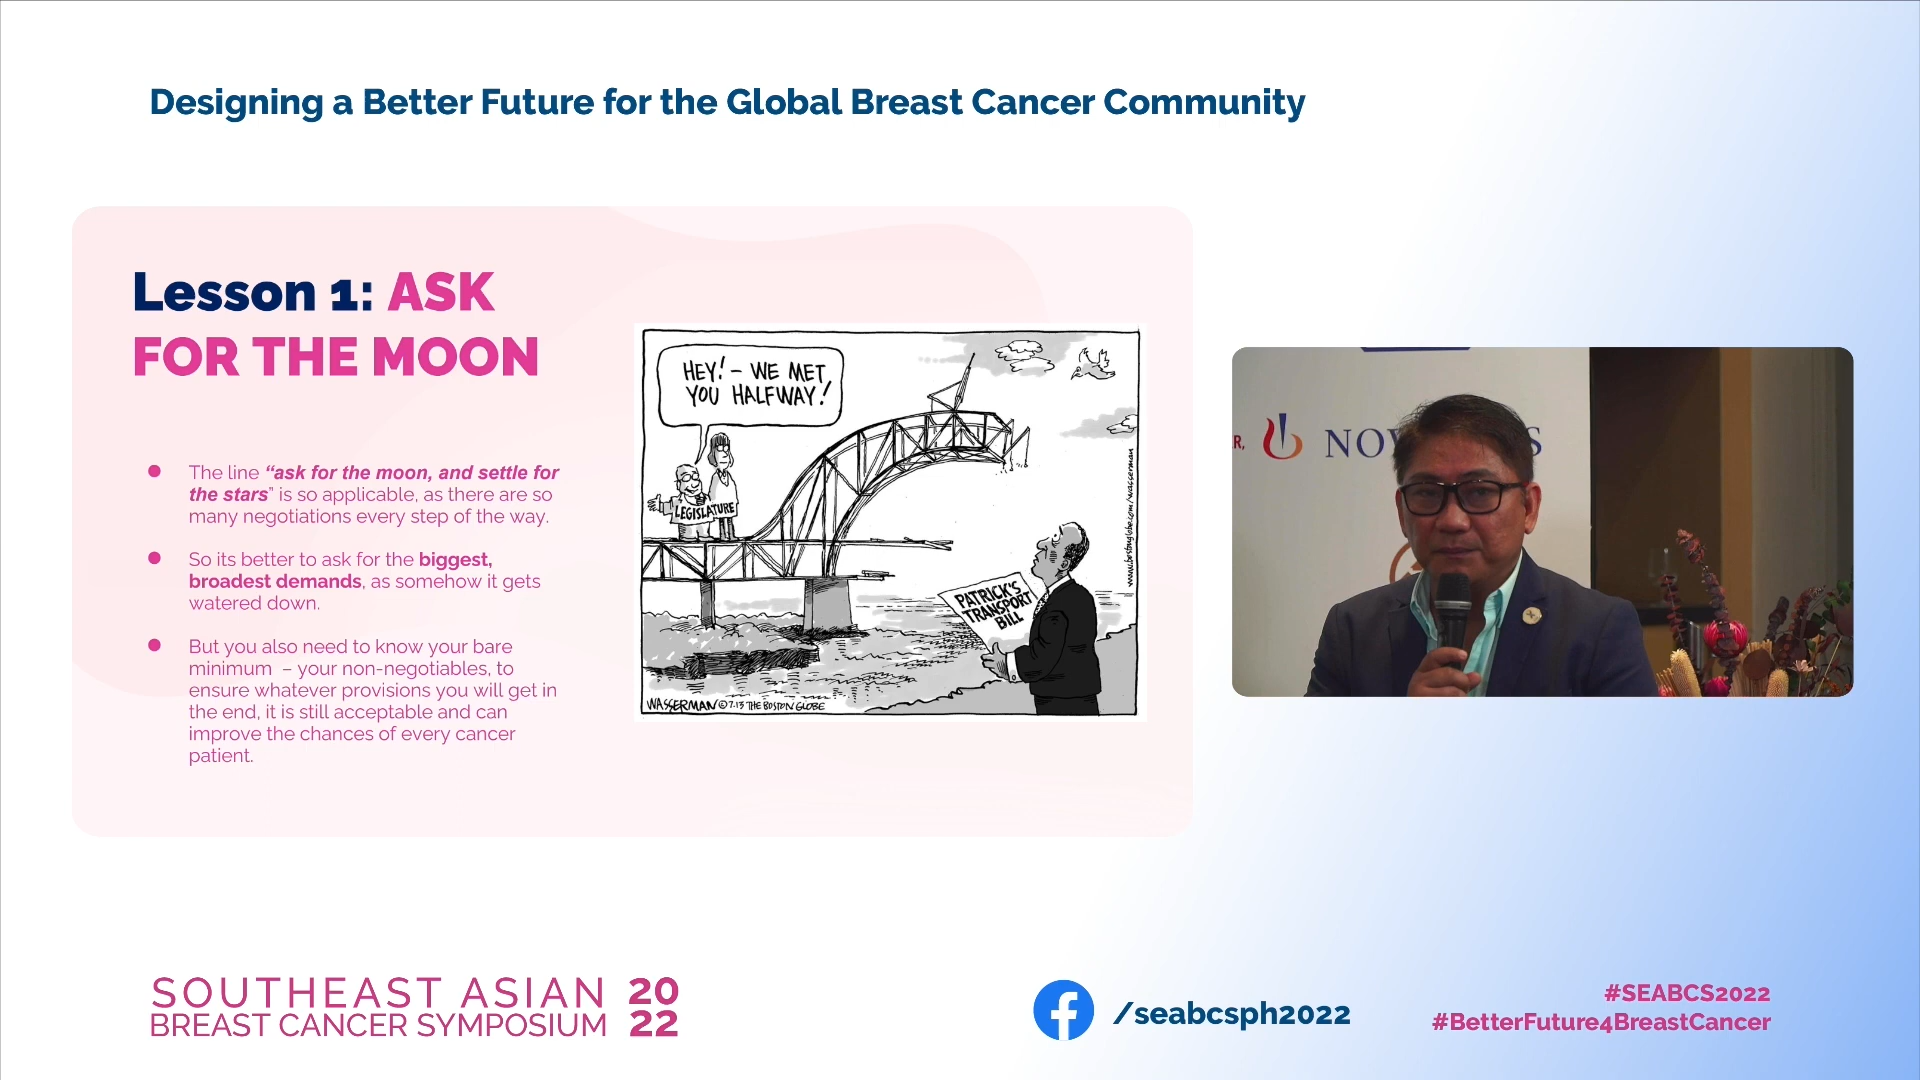 Designing a Better Future for the Global Breast Cancer Community
Lesson 1: ASK
FOR THE MOON
The line “ask for the moon, and settle for
the stars” is so applicable, as there are so
many negotiations every step of the way.
So its better to ask for the biggest,
broadest demands, as somehow it gets
watered down.
But you also need to know your bare
minimum – your non-negotiables, to
ensure whatever provisions you will get in
the end, it is still acceptable and can
improve the chances of every cancer
patient.
HEY! - WE MET
YOU HALFWAY!
LEGISLATURE
PATRICK'S
TRANSPORT
BILL
www.bostonglobe.com/wasserman
WASSERMAN © 7.13 THE BOSTON GLOBE
R,
NOV S
SOUTHEAST ASIAN 20
BREAST CANCER SYMPOSIUM 22
/seabcsph2022
#SEABCS2022
#BetterFuture4BreastCancer